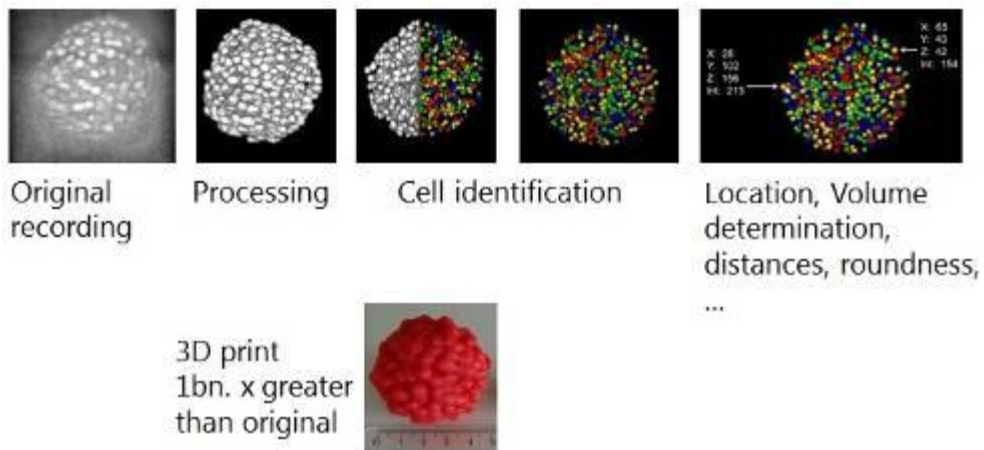 X: 28
Y: 102
Z: 156
Int: 213
X: 65
Y: 43
Z: 42
Int: 154
Original
recording
Processing
Cell identification
Location, Volume
determination,
distances, roundness,
...
3D print
1bn. x greater
than original